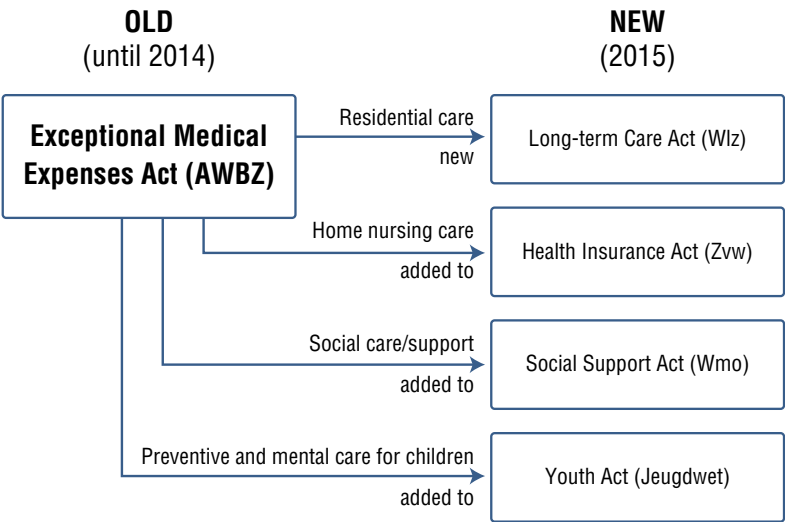 OLD
(until 2014)
NEW
(2015)
Exceptional Medical
Expenses Act (AWBZ)
Residential care
new
Long-term Care Act (Wlz)
Home nursing care
added to
Health Insurance Act (Zvw)
Social care/support
added to
Social Support Act (Wmo)
Preventive and mental care for children
added to
Youth Act (Jeugdwet)